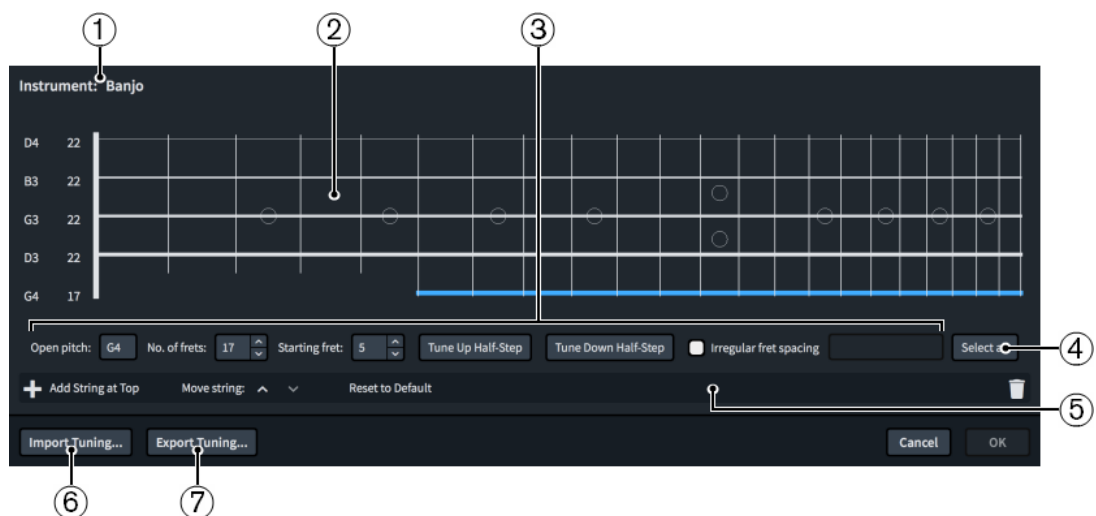 ① ② ③
Instrument: Banjo
D4 22
B3 22
G3 22
D3 22
G4 17
Open pitch: G4 No. of frets: 17 Starting fret: 5 Tune Up Half-Step Tune Down Half-Step Irregular fret spacing Select ④
Add String at Top Move string: Reset to Default
⑤
Import Tuning... Export Tuning... Cancel OK
⑥ ⑦